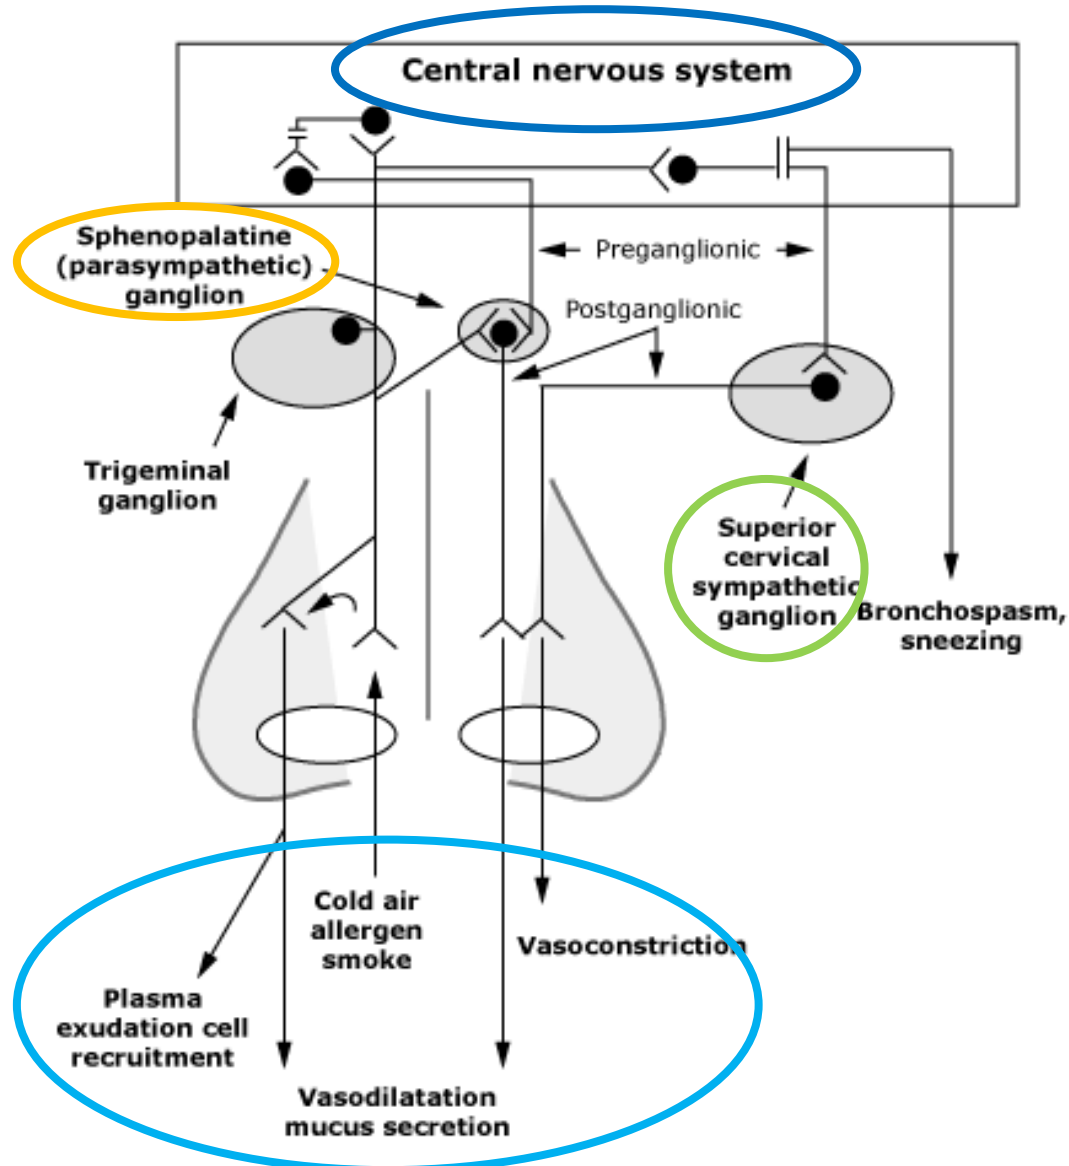 Central nervous system
Sphenopalatine
(parasympathetic)
ganglion
Preganglionic
Postganglionic
Trigeminal
ganglion
Superior
cervical
sympathetic
ganglion
Bronchospasm,
sneezing
Cold air
allergen
smoke
Vasoconstriction
Plasma
exudation cell
recruitment
Vasodilatation
mucus secretion